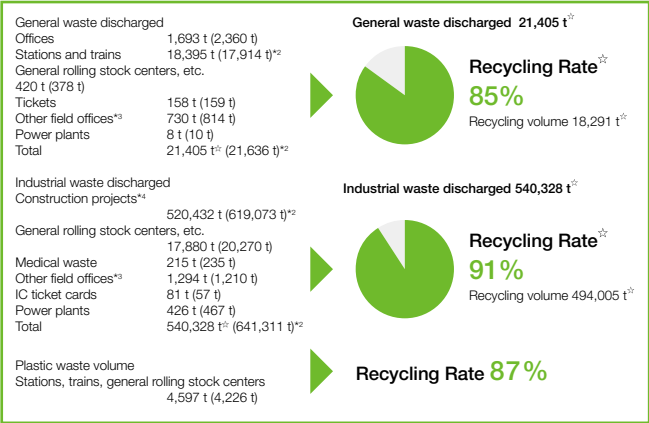 General waste discharged
Offices 1,693 t (2,360 t)
Stations and trains 18,395 t (17,914 t)*2
General rolling stock centers, etc.
420 t (378 t)
Tickets 158 t (159 t)
Other field offices*3 730 t (814 t)
Power plants 8 t (10 t)
Total 21,405 t☆ (21,636 t)*2
General waste discharged 21,405 t☆
Recycling Rate☆
85%
Recycling volume 18,291 t☆
Industrial waste discharged
Construction projects*4
520,432 t (619,073 t)*2
General rolling stock centers, etc.
17,880 t (20,270 t)
Medical waste 215 t (235 t)
Other field offices*3 1,294 t (1,210 t)
IC ticket cards 81 t (57 t)
Power plants 426 t (467 t)
Total 540,328 t☆ (641,311 t)*2
Industrial waste discharged 540,328 t☆
Recycling Rate☆
91%
Recycling volume 494,005 t☆
Plastic waste volume
Stations, trains, general rolling stock centers
4,597 t (4,226 t)
Recycling Rate 87%